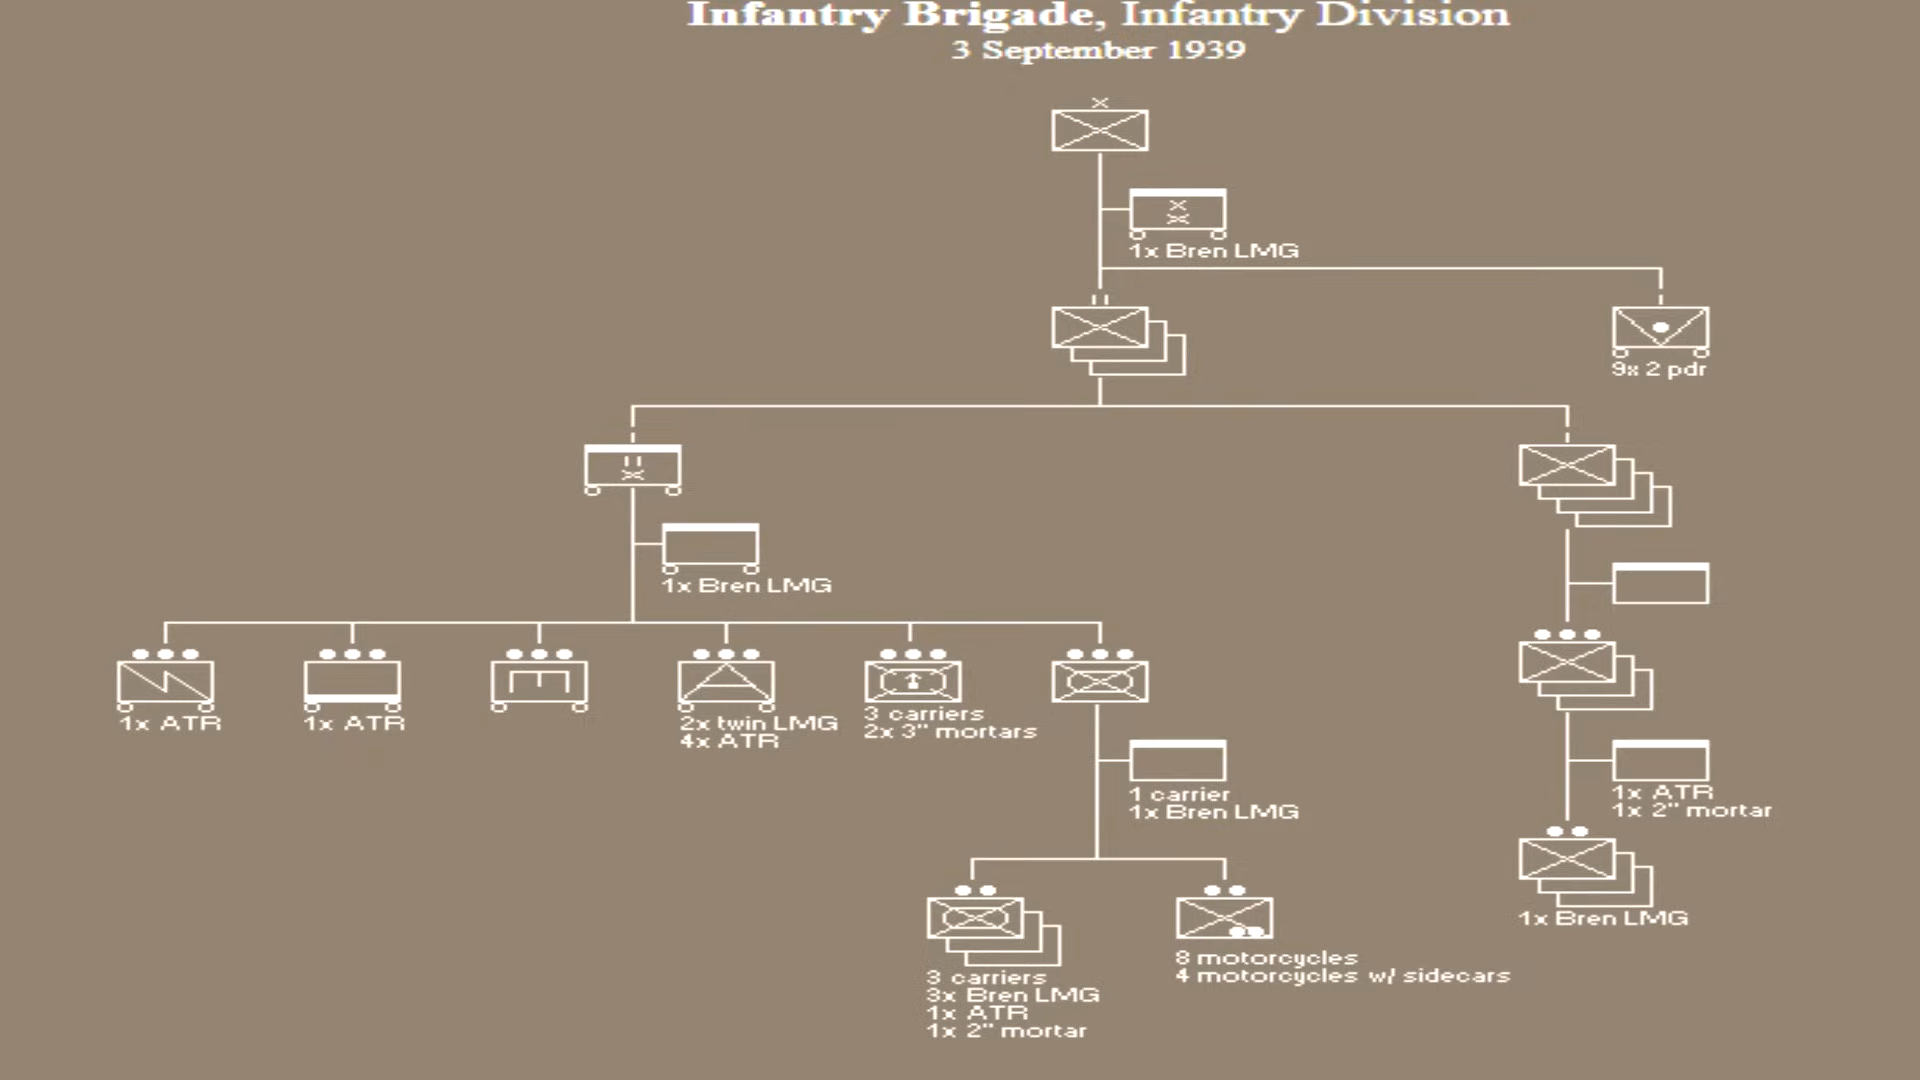 Infantry Brigade, Infantry Division
3 September 1939
1x Bren LMG
9x 2 pdr
1x Bren LMG
1x ATR
1x ATR
2x twin LMG
4x ATR
3 carriers
2x 3" mortars
1 carrier
1x Bren LMG
1x ATR
1x 2" mortar
1x Bren LMG
3 carriers
3x Bren LMG
1x ATR
1x 2" mortar
8 motorcycles
4 motorcycles w/ sidecars